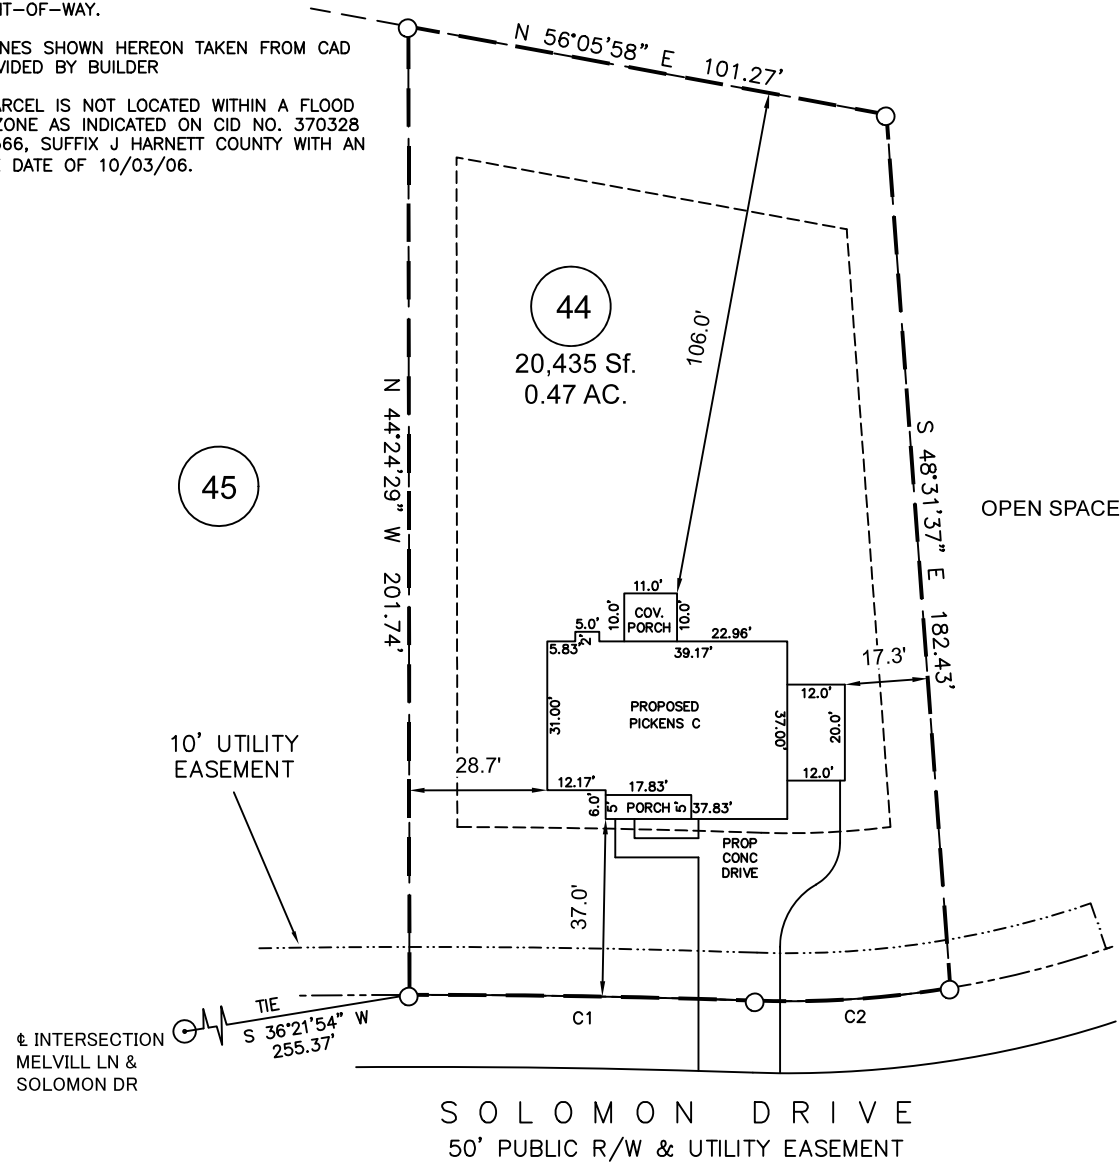 IT-OF-WAY.
NES SHOWN HEREON TAKEN FROM CAD
VIDED BY BUILDER
ARCEL IS NOT LOCATED WITHIN A FLOOD
ZONE AS INDICATED ON CID NO. 370328
66, SUFFIX J HARNETT COUNTY WITH AN
E DATE OF 10/03/06.
N 56°05'58" E 101.27'
44
20,435 Sf.
0.47 AC.
106.0'
N 44°24'29" W 201.74'
45
S 48°31'37" E 182.43'
OPEN SPACE
11.0'
10.0'
COV.
PORCH
10.0'
5.0'
2'
5.83'
22.96'
39.17'
17.3'
12.0'
31.00'
PROPOSED
PICKENS C
37.00'
20.0'
12.0'
10' UTILITY
EASEMENT
28.7'
12.17'
17.83'
6.0'
5'
PORCH
5'
37.83'
PROP
CONC
DRIVE
37.0'
TIE
S 36°21'54" W
255.37'
C1
C2
℄ INTERSECTION
MELVILL LN &
SOLOMON DR
SOLOMON DRIVE
50' PUBLIC R/W & UTILITY EASEMENT